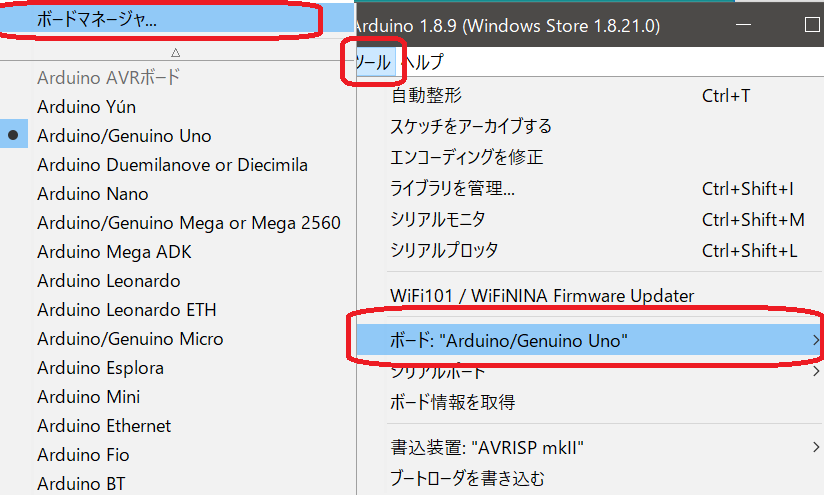 ボードマネージャ...
Arduino AVRボード
Arduino Yún
Arduino/Genuino Uno
Arduino Duemilanove or Diecimila
Arduino Nano
Arduino/Genuino Mega or Mega 2560
Arduino Mega ADK
Arduino Leonardo
Arduino Leonardo ETH
Arduino/Genuino Micro
Arduino Esplora
Arduino Mini
Arduino Ethernet
Arduino Fio
Arduino BT
Arduino 1.8.9 (Windows Store 1.8.21.0)
ツール ヘルプ
自動整形 Ctrl+T
スケッチをアーカイブする
エンコーディングを修正
ライブラリを管理... Ctrl+Shift+I
シリアルモニタ Ctrl+Shift+M
シリアルプロッタ Ctrl+Shift+L
WiFi101 / WiFiNINA Firmware Updater
ボード: "Arduino/Genuino Uno"
シリアルポート
ボード情報を取得
書込装置: "AVRISP mkII"
ブートローダを書き込む